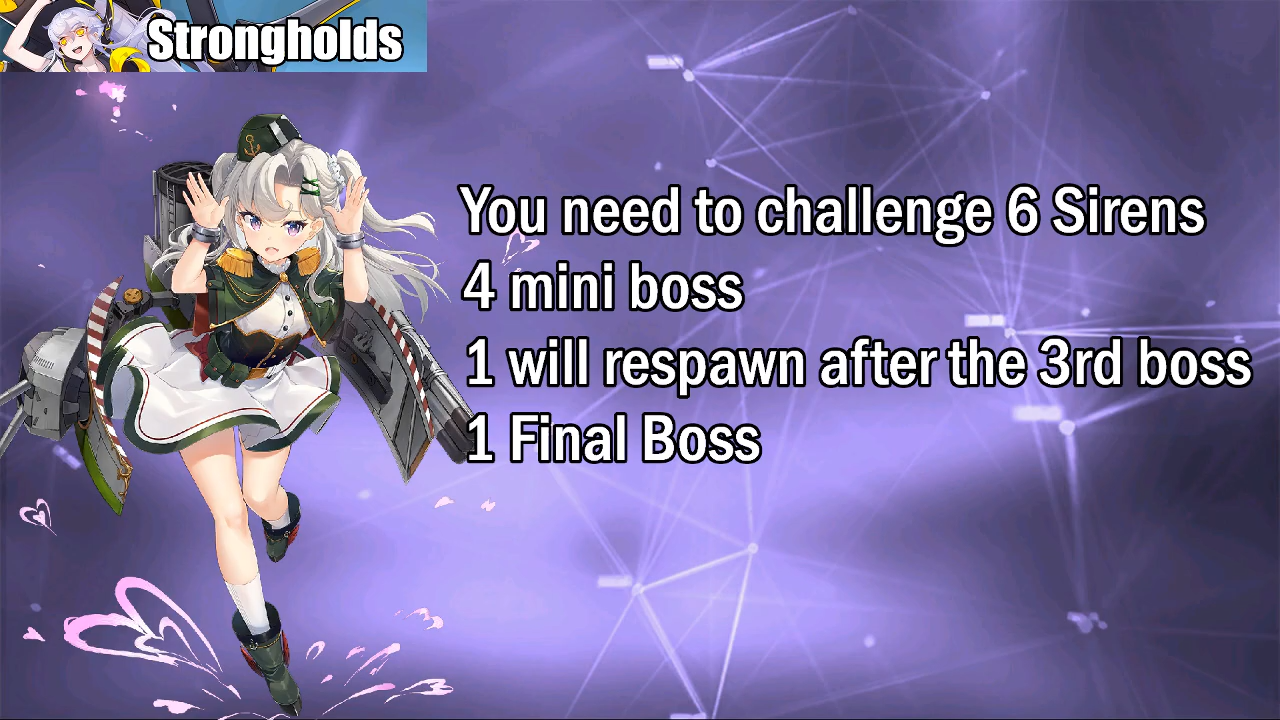 Strongholds
You need to challenge 6 Sirens
4 mini boss
1 will respawn after the 3rd boss
1 Final Boss